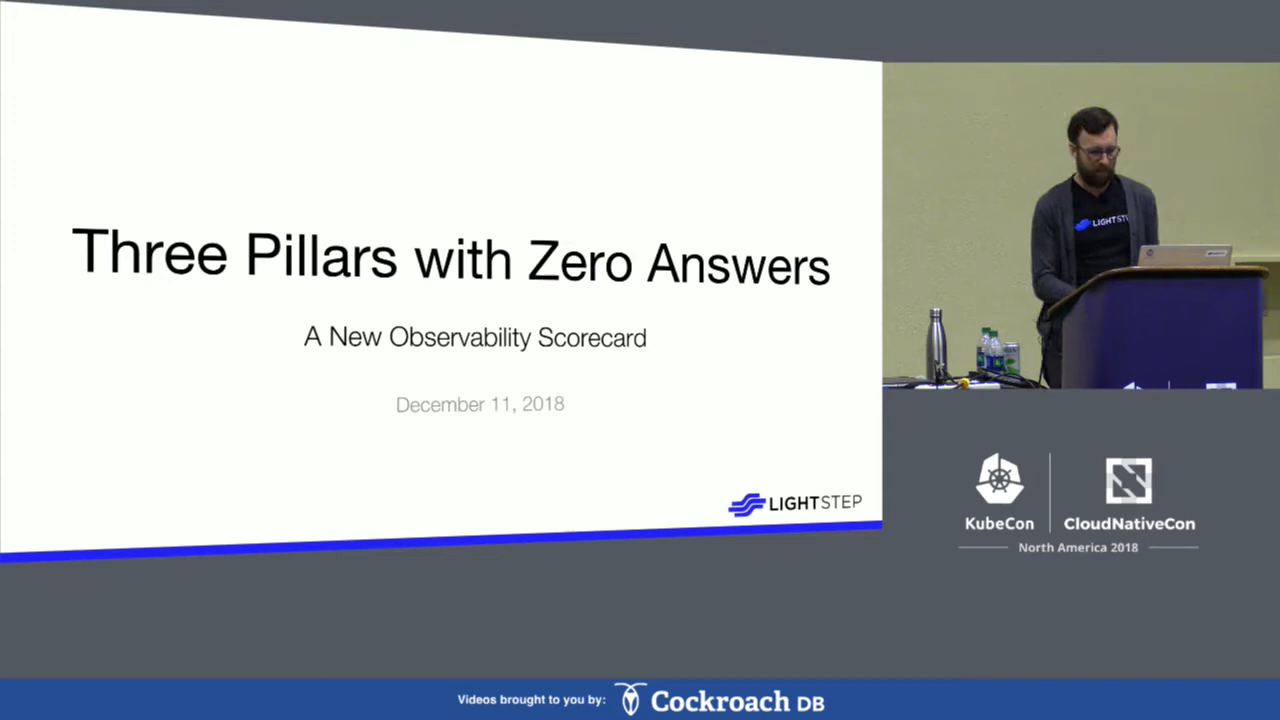 Three Pillars with Zero Answers
A New Observability Scorecard
December 11, 2018
LIGHTSTEP
LIGHTSTEP
KubeCon
CloudNativeCon
North America 2018
Videos brought to you by:
Cockroach DB